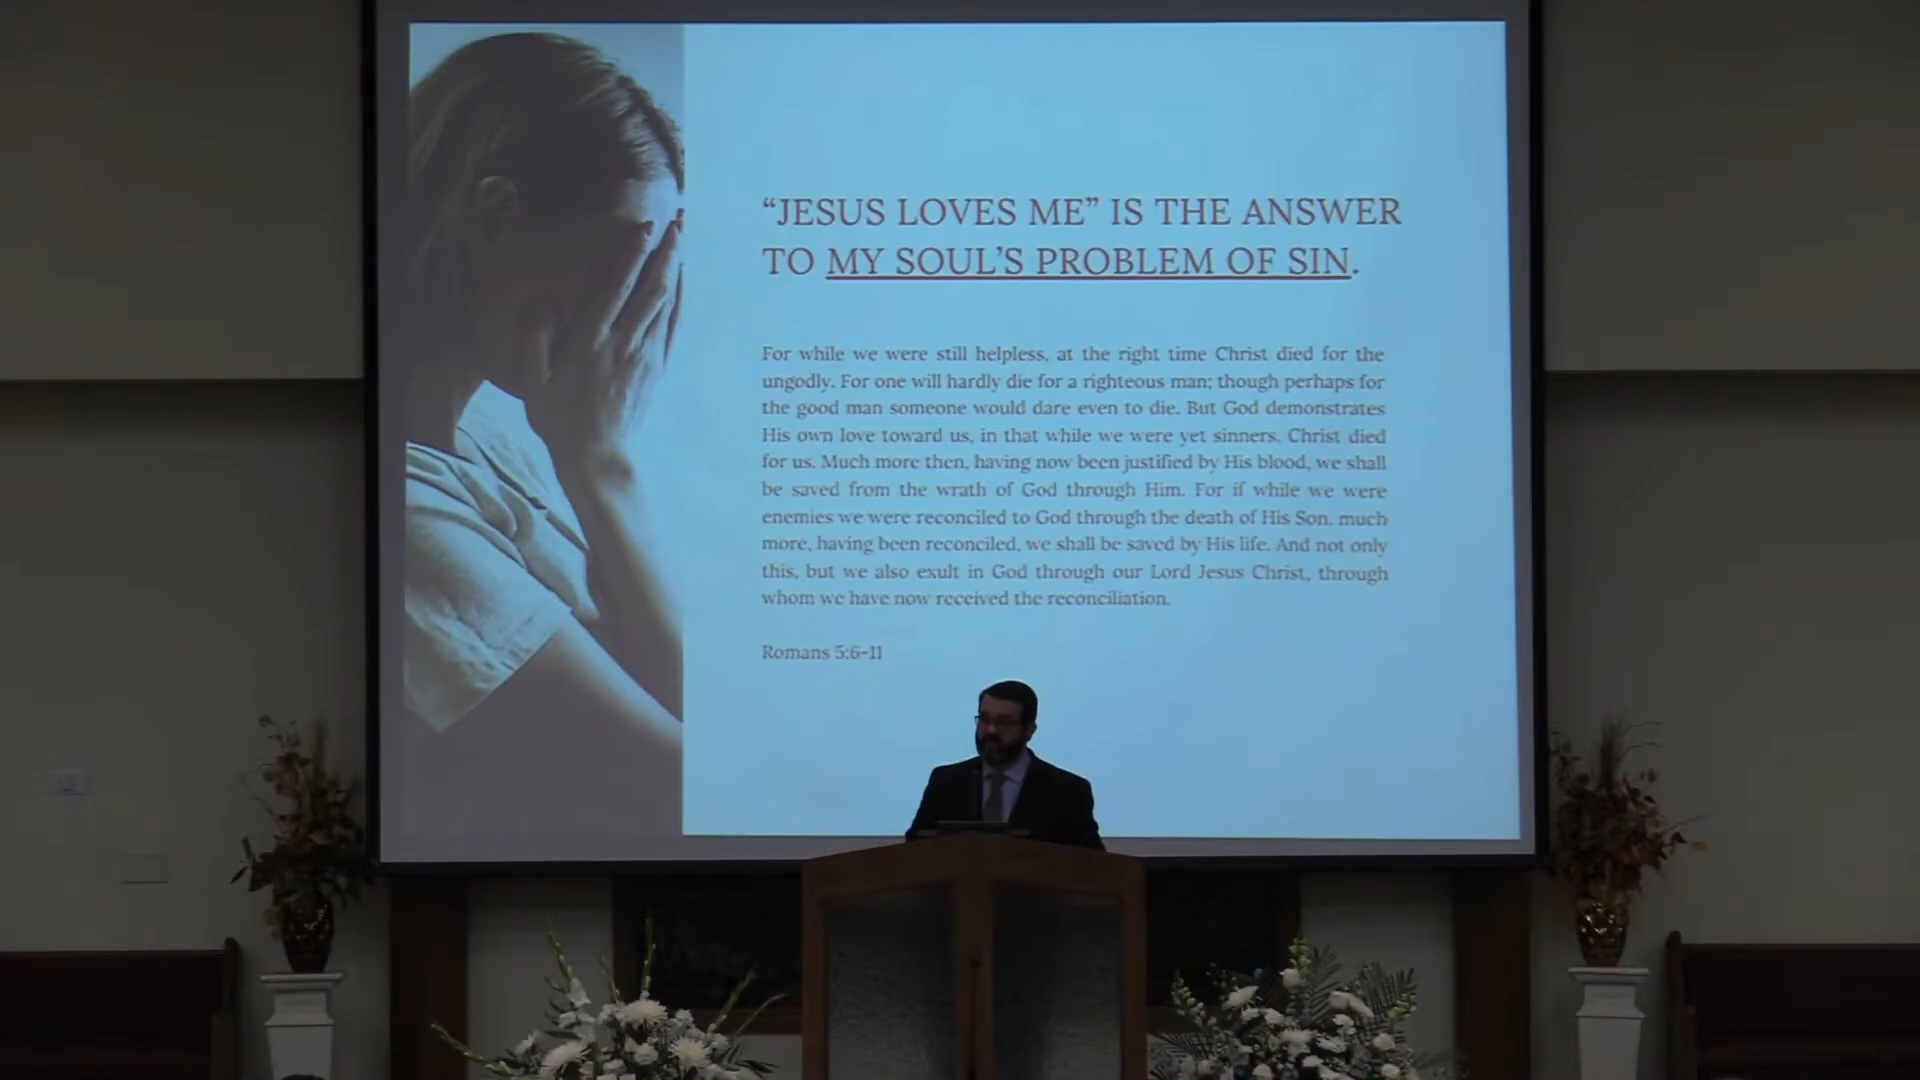 “JESUS LOVES ME” IS THE ANSWER
TO MY SOUL’S PROBLEM OF SIN.
For while we were still helpless, at the right time Christ died for the
ungodly. For one will hardly die for a righteous man; though perhaps for
the good man someone would dare even to die. But God demonstrates
His own love toward us, in that while we were yet sinners, Christ died
for us. Much more then, having now been justified by His blood, we shall
be saved from the wrath of God through Him. For if while we were
enemies we were reconciled to God through the death of His Son, much
more, having been reconciled, we shall be saved by His life. And not only
this, but we also exult in God through our Lord Jesus Christ, through
whom we have now received the reconciliation.
Romans 5:6–11